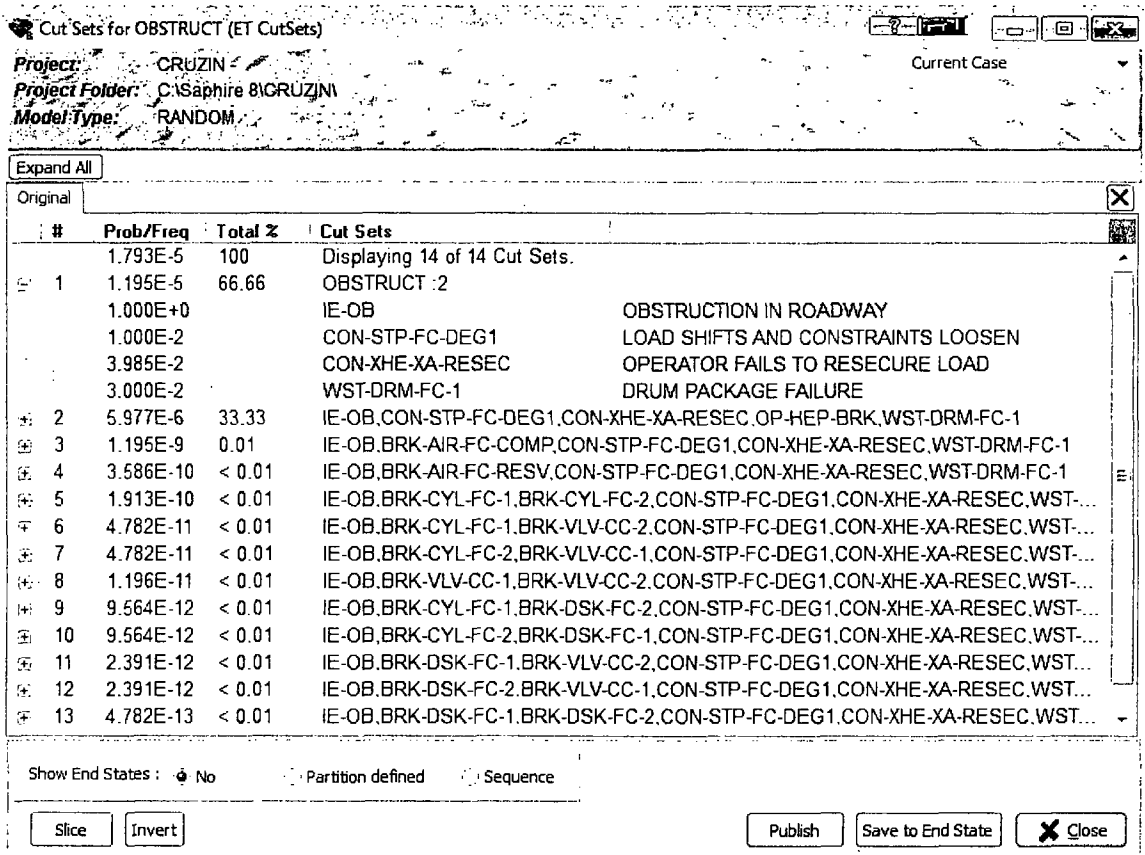 Cut Sets for OBSTRUCT (ET CutSets)
Project: CRUZIN Current Case
Project Folder: C:\Saphire 8\CRUZIN\
Model Type: RANDOM
Expand All
Original
# Prob/Freq Total % Cut Sets
1.793E-5 100 Displaying 14 of 14 Cut Sets.
1 1.195E-5 66.66 OBSTRUCT :2
1.000E+0 IE-OB OBSTRUCTION IN ROADWAY
1.000E-2 CON-STP-FC-DEG1 LOAD SHIFTS AND CONSTRAINTS LOOSEN
3.985E-2 CON-XHE-XA-RESEC OPERATOR FAILS TO RESECURE LOAD
3.000E-2 WST-DRM-FC-1 DRUM PACKAGE FAILURE
2 5.977E-6 33.33 IE-OB,CON-STP-FC-DEG1,CON-XHE-XA-RESEC,OP-HEP-BRK,WST-DRM-FC-1
3 1.195E-9 0.01 IE-OB,BRK-AIR-FC-COMP,CON-STP-FC-DEG1,CON-XHE-XA-RESEC,WST-DRM-FC-1
4 3.586E-10 < 0.01 IE-OB,BRK-AIR-FC-RESV,CON-STP-FC-DEG1,CON-XHE-XA-RESEC,WST-DRM-FC-1
5 1.913E-10 < 0.01 IE-OB,BRK-CYL-FC-1,BRK-CYL-FC-2,CON-STP-FC-DEG1,CON-XHE-XA-RESEC,WST-...
6 4.782E-11 < 0.01 IE-OB,BRK-CYL-FC-1,BRK-VLV-CC-2,CON-STP-FC-DEG1,CON-XHE-XA-RESEC,WST-...
7 4.782E-11 < 0.01 IE-OB,BRK-CYL-FC-2,BRK-VLV-CC-1,CON-STP-FC-DEG1,CON-XHE-XA-RESEC,WST-...
8 1.196E-11 < 0.01 IE-OB,BRK-VLV-CC-1,BRK-VLV-CC-2,CON-STP-FC-DEG1,CON-XHE-XA-RESEC,WST-...
9 9.564E-12 < 0.01 IE-OB,BRK-CYL-FC-1,BRK-DSK-FC-2,CON-STP-FC-DEG1,CON-XHE-XA-RESEC,WST-...
10 9.564E-12 < 0.01 IE-OB,BRK-CYL-FC-2,BRK-DSK-FC-1,CON-STP-FC-DEG1,CON-XHE-XA-RESEC,WST-...
11 2.391E-12 < 0.01 IE-OB,BRK-DSK-FC-1,BRK-VLV-CC-2,CON-STP-FC-DEG1,CON-XHE-XA-RESEC,WST...
12 2.391E-12 < 0.01 IE-OB,BRK-DSK-FC-2,BRK-VLV-CC-1,CON-STP-FC-DEG1,CON-XHE-XA-RESEC,WST...
13 4.782E-13 < 0.01 IE-OB,BRK-DSK-FC-1,BRK-DSK-FC-2,CON-STP-FC-DEG1,CON-XHE-XA-RESEC,WST...
Show End States : No Partition defined Sequence
Slice Invert Publish Save to End State Close